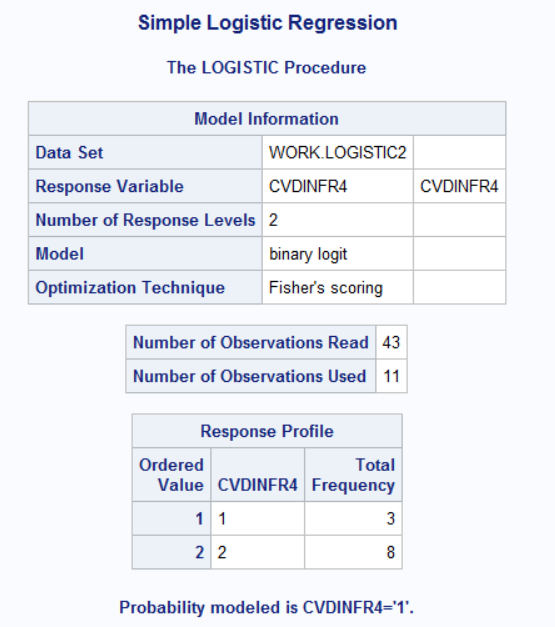 Simple Logistic Regression
The LOGISTIC Procedure
Model Information
Data Set WORK.LOGISTIC2
Response Variable CVDINFR4 CVDINFR4
Number of Response Levels 2
Model binary logit
Optimization Technique Fisher's scoring
Number of Observations Read 43
Number of Observations Used 11
Response Profile
Ordered Value CVDINFR4 Total Frequency
1 1 3
2 2 8
Probability modeled is CVDINFR4='1'.